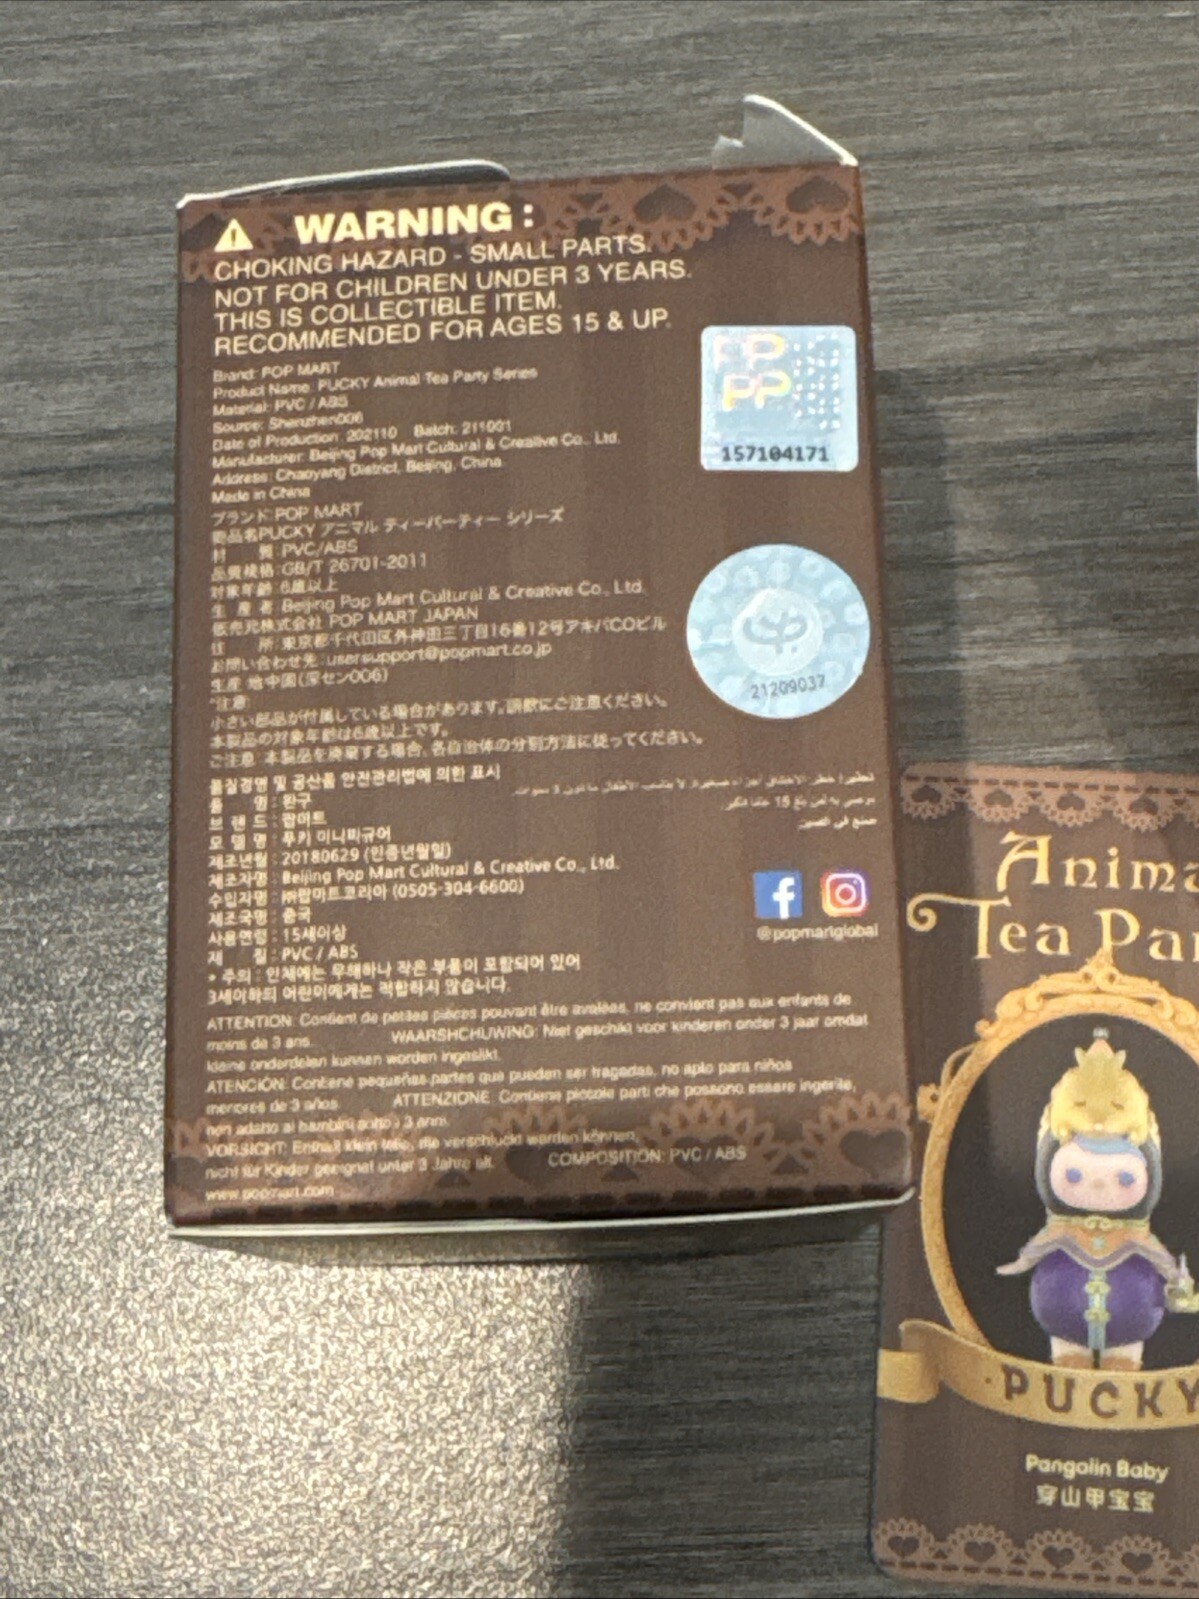 WARNING:
CHOKING HAZARD - SMALL PARTS.
NOT FOR CHILDREN UNDER 3 YEARS.
THIS IS COLLECTIBLE ITEM.
RECOMMENDED FOR AGES 15 & UP.
Brand: POP MART
Product Name: PUCKY Animal Tea Party Series
Material: PVC / ABS
Source: Shenzhen006
Date of Production: 202110 Batch: 211001
Manufacturer: Beijing Pop Mart Cultural & Creative Co., Ltd.
Address: Chaoyang District, Beijing, China
Made in China
PP
PP
157104171
ブランド:POP MART
商品名PUCKY アニマル ティーパーティー シリーズ
材 質:PVC/ABS
品質規格:GB/T 26701-2011
対象年齢:6歳以上
生 産 者:Beijing Pop Mart Cultural & Creative Co., Ltd.
販売元株式会社 POP MART JAPAN
住 所:東京都千代田区外神田三丁目16番12号アキバCOビル
お問い合わせ先:usersupport@popmart.co.jp
生産 地中國(深セン006)
*注意:
小さい部品が付属している場合があります。誤飲にご注意ください。
本製品の対象年齢は6歳以上です。
ご注意:本製品を廃棄する場合、各自治体の分別方法に従ってください。
21209037
품질경영 및 공산품 안전관리법에 의한 표시
품 명 : 완구
브 랜 드 : 팝마트
모 델 명 : 푸키 미니피규어
제조년월 : 20180629 (인증년월일)
제조자명 : Beijing Pop Mart Cultural & Creative Co., Ltd.
수입자명 : ㈜팝마트코리아 (0505-304-6600)
제조국명 : 중국
사용연령 : 15세이상
재 질 : PVC / ABS
* 주의 : 인체에는 무해하나 작은 부품이 포함되어 있어
3세이하의 어린이에게는 적합하지 않습니다.
صنع في الصين
@popmartglobal
ATTENTION: Contient de petites pièces pouvant être avalées, ne convient pas aux enfants de
moins de 3 ans. WAARSHCHUWING: Niet geschikt voor kinderen onder 3 jaar omdat
kleine onderdelen kunnen worden ingeslikt.
ATENCIÓN: Contiene pequeñas partes que pueden ser tragadas, no apto para niños
menores de 3 años. ATTENZIONE: Contiene piccole parti che possono essere ingerite,
non adatto ai bambini sotto i 3 anni.
VORSICHT: Enthält klein teile, die verschluckt warden können,
nicht für Kinder geeignet unter 3 Jahre alt. COMPOSITION: PVC / ABS
www.popmart.com
Anima
Tea Par
PUCKY
Pangolin Baby
穿山甲宝宝